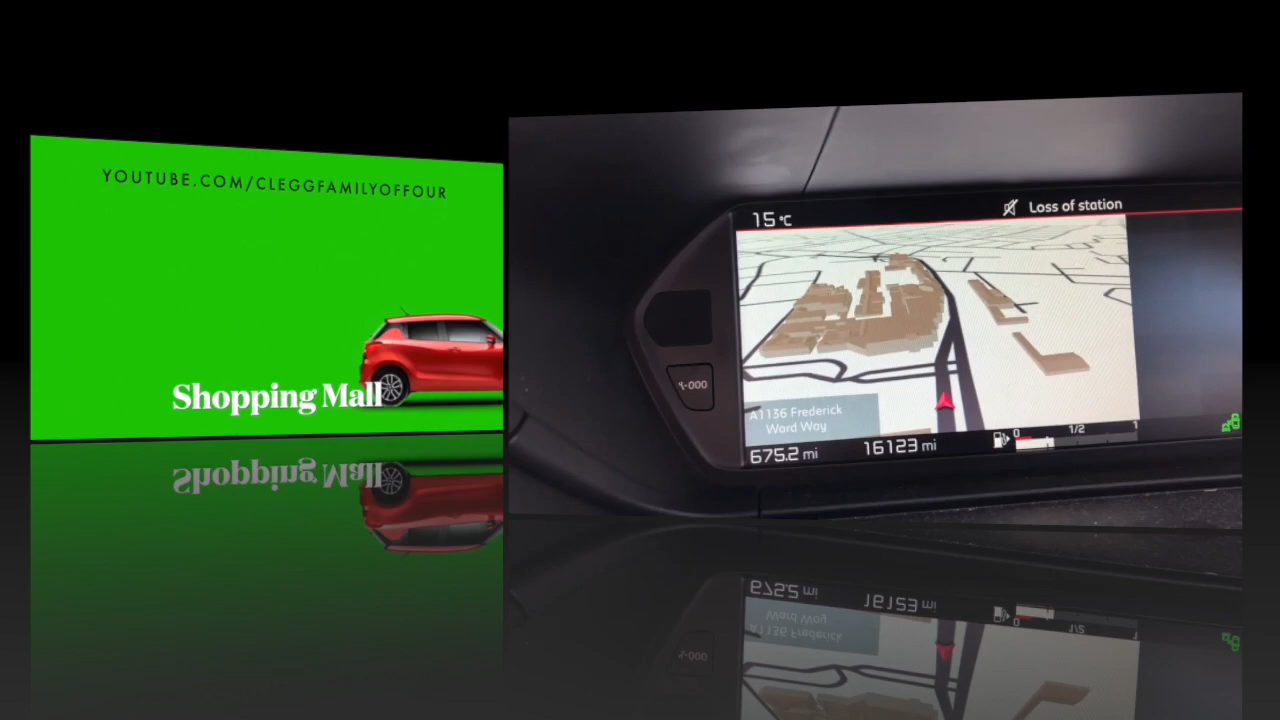 YOUTUBE.COM/CLEGGFAMILYOFFOUR
Shopping Mall
15 °C
Loss of station
A1136 Frederick
Ward Way
675.2 mi
16123 mi
0
1/2
1